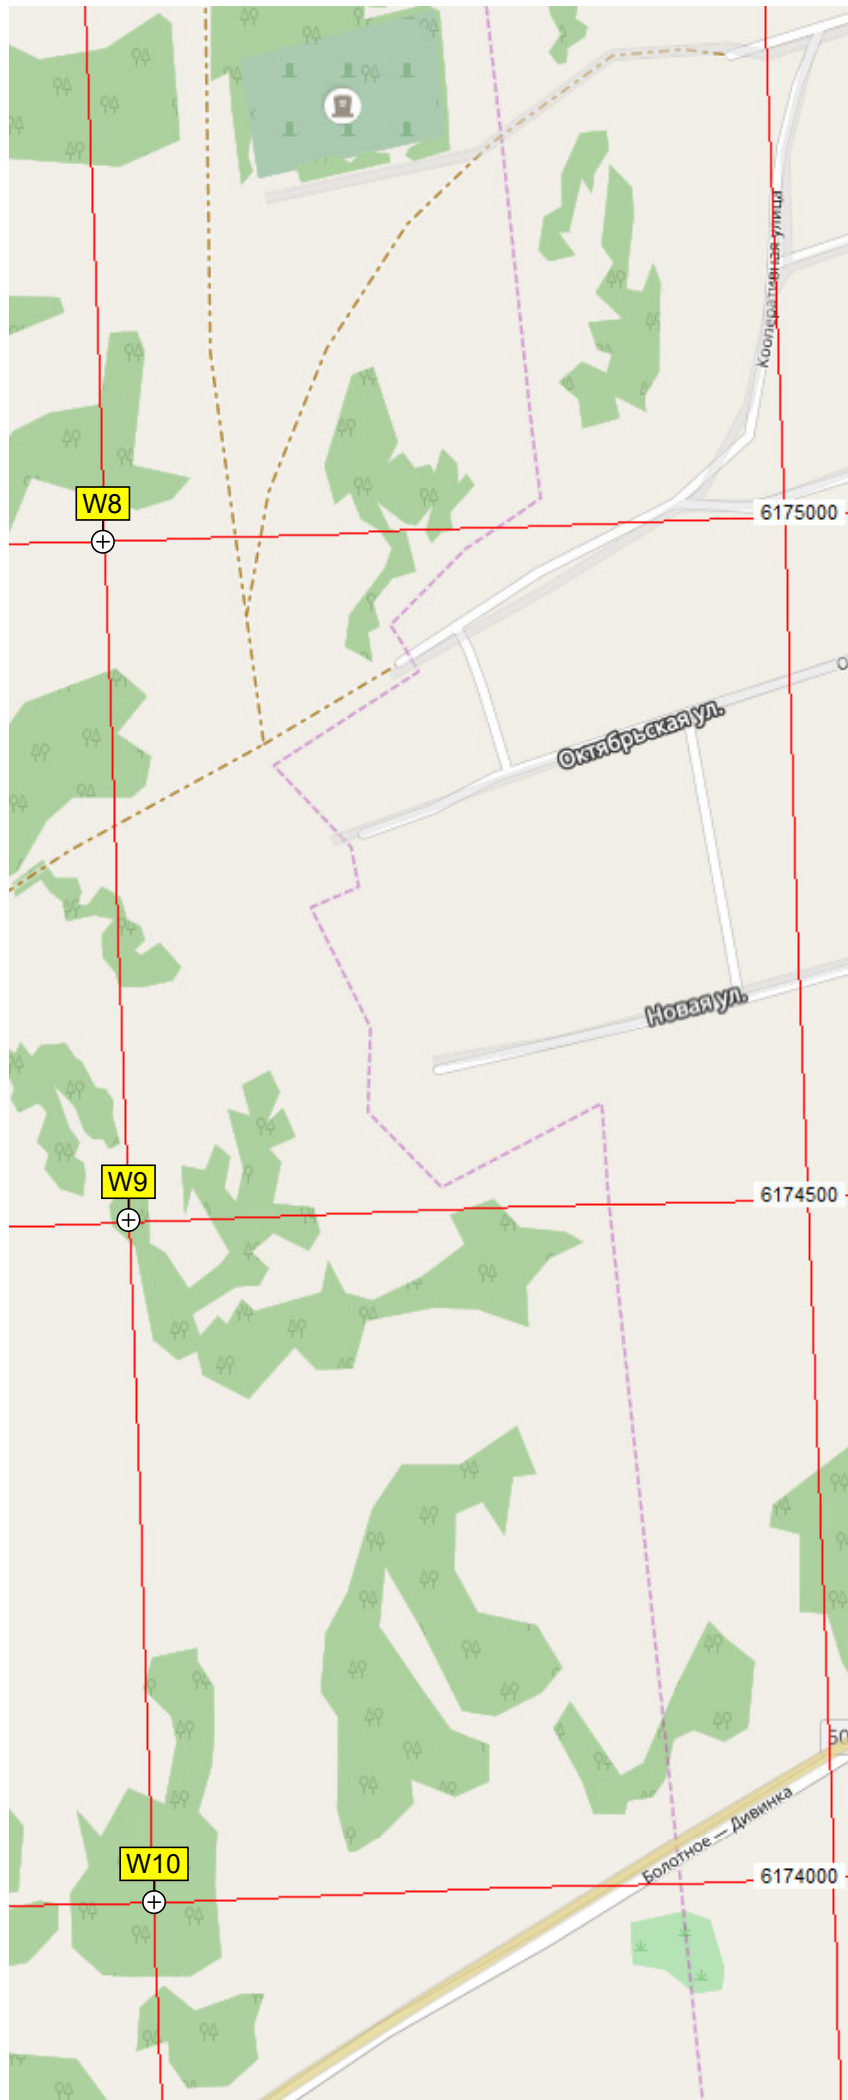 Кооперативная улица
W8
6175000
Октябрьская ул.
Новая ул.
W9
6174500
Болотное — Дивинка
W10
6174000